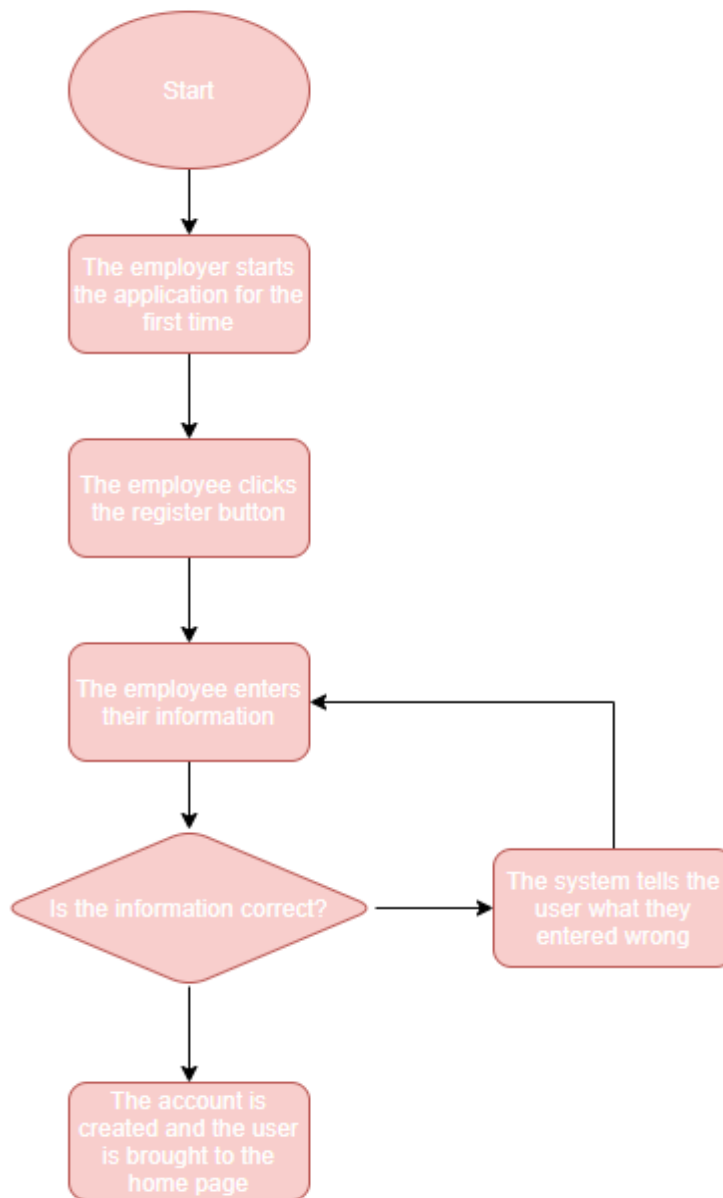 Start
The employer starts
the application for the
first time
The employee clicks
the register button
The employee enters
their information
Is the information correct?
The system tells the
user what they
entered wrong
The account is
created and the user
is brought to the
home page